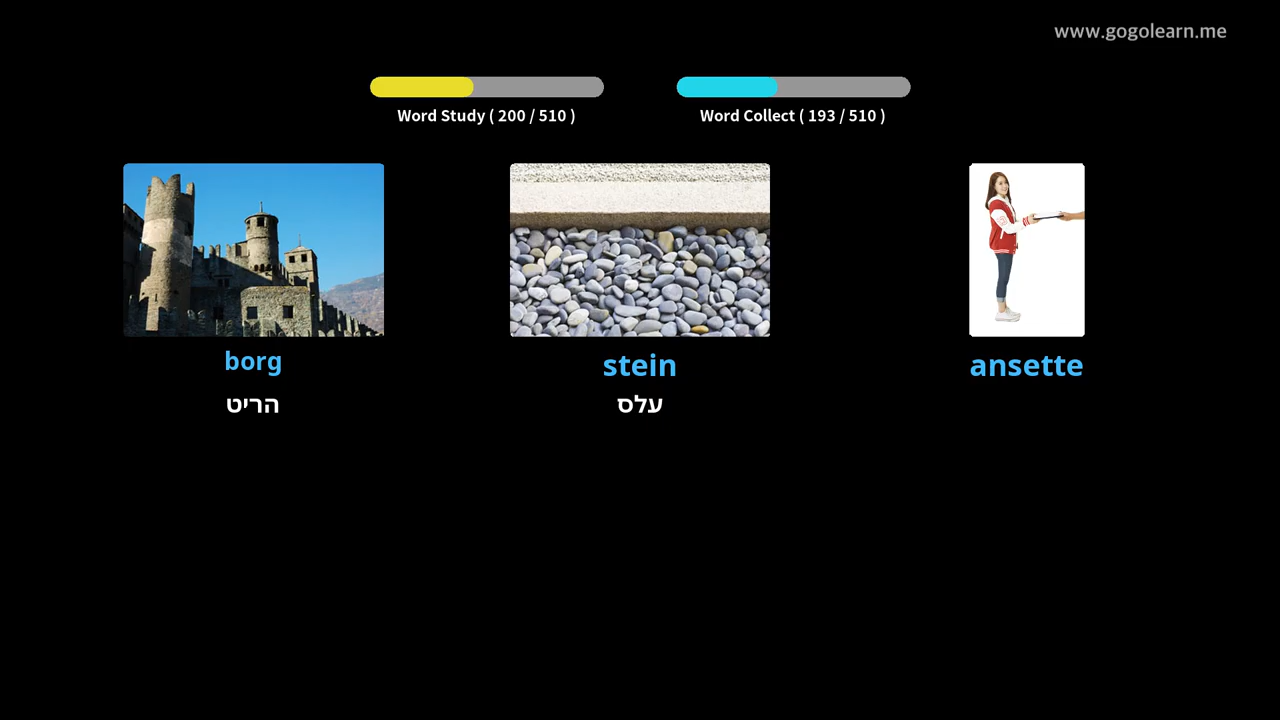 www.gogolearn.me
Word Study ( 200 / 510 )
Word Collect ( 193 / 510 )
borg
הריט
stein
עלס
ansette